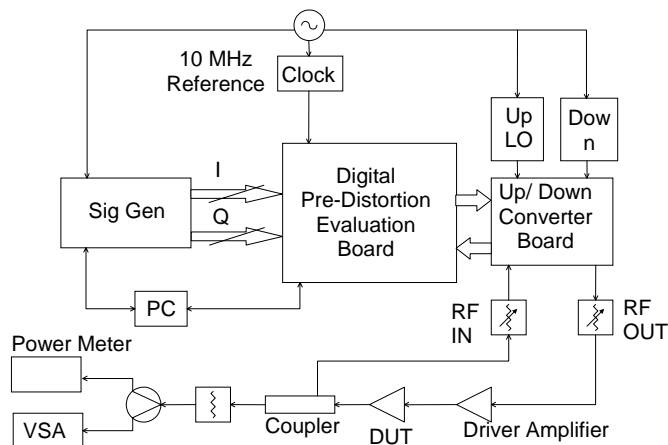 10 MHz
Reference
Clock
Up
LO
Dow
n
I
Q
Sig Gen
Digital
Pre-Distortion
Evaluation
Board
Up/ Down
Converter
Board
PC
RF
IN
RF
OUT
Power Meter
VSA
Coupler
DUT
Driver Amplifier